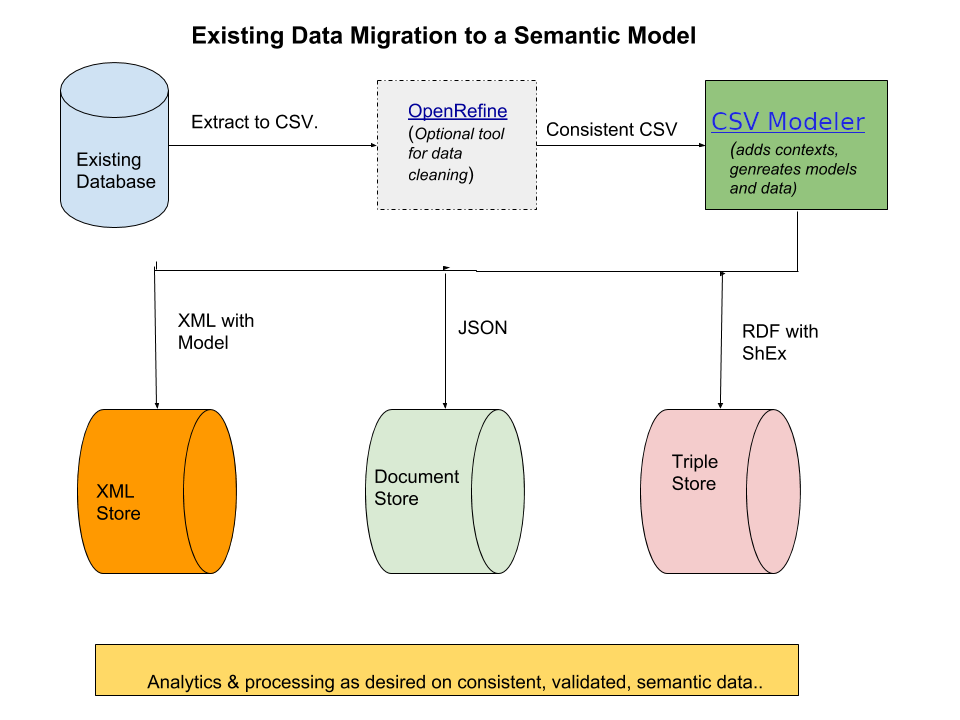 Existing Data Migration to a Semantic Model
Existing
Database
Extract to CSV.
OpenRefine
(Optional tool
for data
cleaning)
Consistent CSV
CSV Modeler
(adds contexts,
genreates models
and data)
XML with
Model
JSON
RDF with
ShEx
XML
Store
Document
Store
Triple
Store
Analytics & processing as desired on consistent, validated, semantic data..